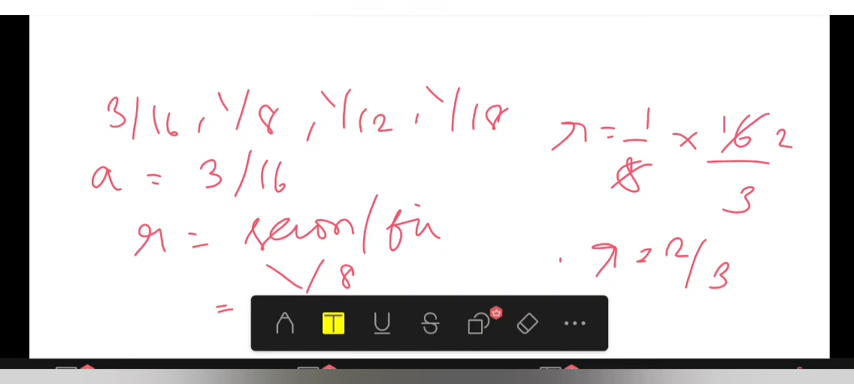 3/16, 1/8, 1/12, 1/18
a = 3/16
r = secon/fir
= 1/8
r = 1/8 × 16 2/3
r = 2/3
T U S